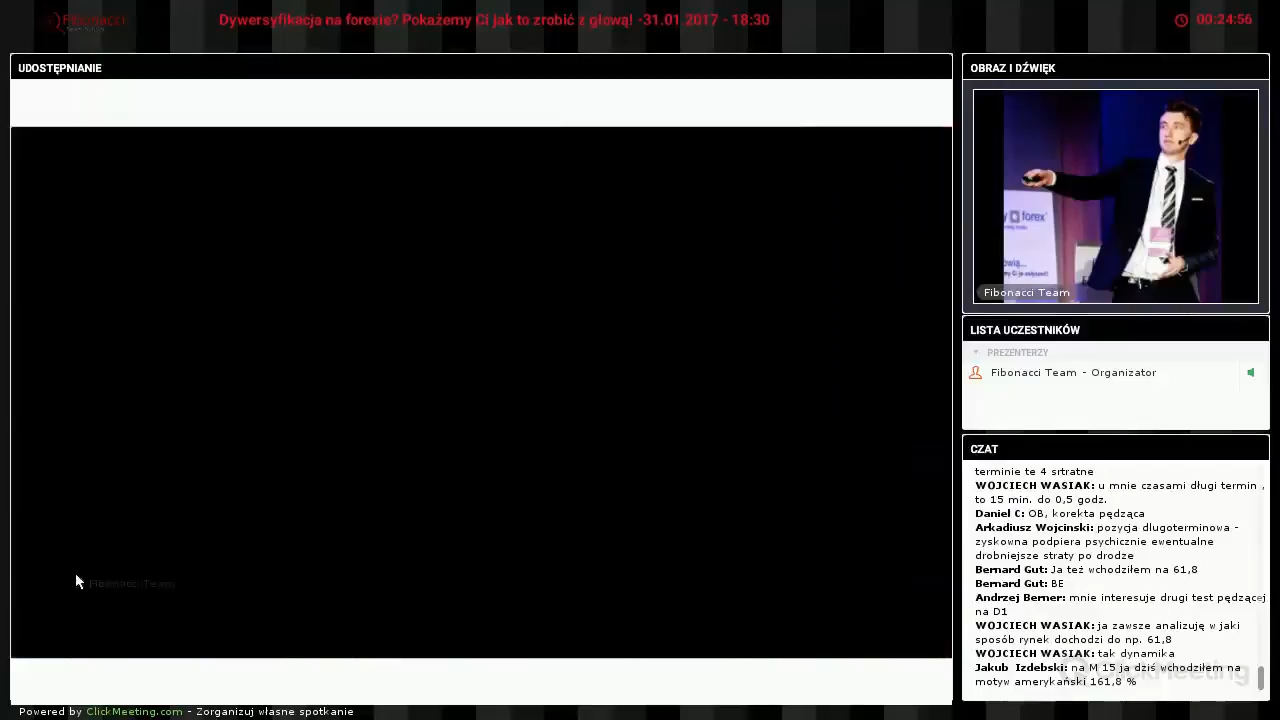 Fibonacci
Dywersyfikacja na forexie? Pokażemy Ci jak to zrobić z głową! -31.01 2017 - 18:30
00:24:56
UDOSTĘPNIANIE
Fibonacci Team
OBRAZ I DŹWIĘK
forex
Fibonacci Team
LISTA UCZESTNIKÓW
PREZENTERZY
Fibonacci Team - Organizator
CZAT
terminie te 4 srtratne
WOJCIECH WASIAK: u mnie czasami długi termin ,
to 15 min. do 0,5 godz.
Daniel C: OB, korekta pędząca
Arkadiusz Wojcinski: pozycja dlugoterminowa -
zyskowna podpiera psychicznie ewentualne
drobniejsze straty po drodze
Bernard Gut: Ja też wchodziłem na 61,8
Bernard Gut: BE
Andrzej Berner: mnie interesuje drugi test pędzącej
na D1
WOJCIECH WASIAK: ja zawsze analizuję w jaki
sposób rynek dochodzi do np. 61,8
WOJCIECH WASIAK: tak dynamika
Jakub Izdebski: na M 15 ja dziś wchodziłem na
motyw amerykański 161,8 %
ClickMeeting
Powered by ClickMeeting.com - Zorganizuj własne spotkanie